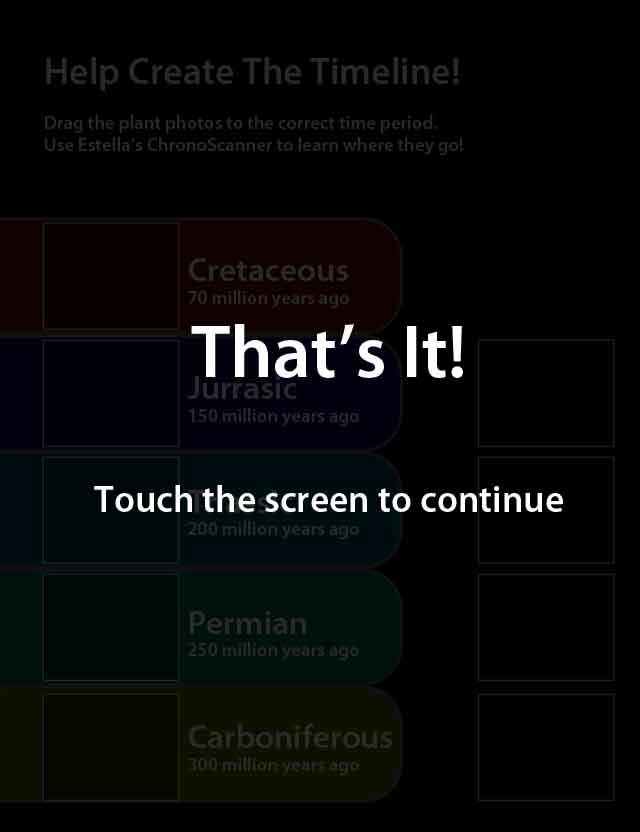 Help Create The Timeline!
Drag the plant photos to the correct time period.
Use Estella's ChronoScanner to learn where they go!
Cretaceous
70 million years ago
That's It!
Jurrasic
150 million years ago
Touch the screen to continue
200 million years ago
Permian
250 million years ago
Carboniferous
300 million years ago